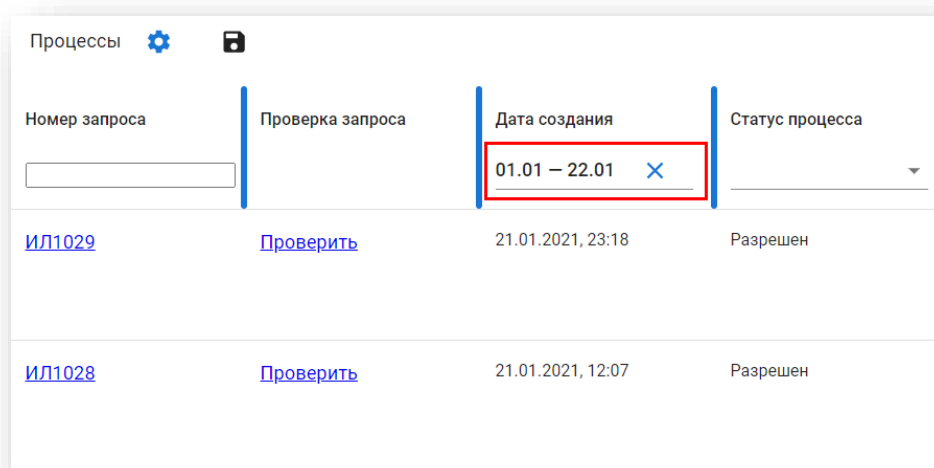 Процессы
Номер запроса Проверка запроса Дата создания Статус процесса
01.01 — 22.01
ИЛ1029 Проверить 21.01.2021, 23:18 Разрешен
ИЛ1028 Проверить 21.01.2021, 12:07 Разрешен